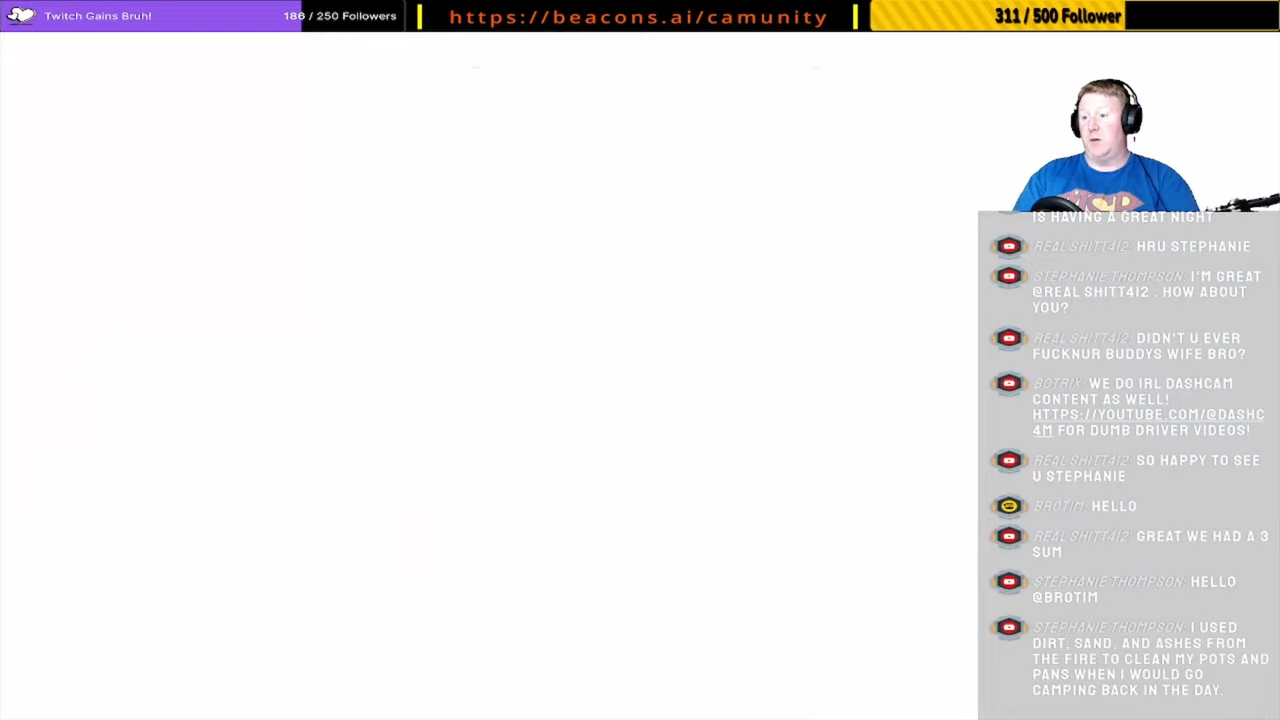 Twitch Gains Bruh!
186 / 250 Followers
https://beacons.ai/camunity
311 / 500 Follower
IS HAVING A GREAT NIGHT
REAL SHITT412: HRU STEPHANIE
STEPHANIE THOMPSON: I'M GREAT
@REAL SHITT412 . HOW ABOUT
YOU?
REAL SHITT412: DIDN'T U EVER
FUCKNUR BUDDYS WIFE BRO?
BOTRIX: WE DO IRL DASHCAM
CONTENT AS WELL!
HTTPS://YOUTUBE.COM/@DASHC
4M FOR DUMB DRIVER VIDEOS!
REAL SHITT412: SO HAPPY TO SEE
U STEPHANIE
BROTIM: HELLO
REAL SHITT412: GREAT WE HAD A 3
SUM
STEPHANIE THOMPSON: HELLO
@BROTIM
STEPHANIE THOMPSON: I USED
DIRT, SAND, AND ASHES FROM
THE FIRE TO CLEAN MY POTS AND
PANS WHEN I WOULD GO
CAMPING BACK IN THE DAY.